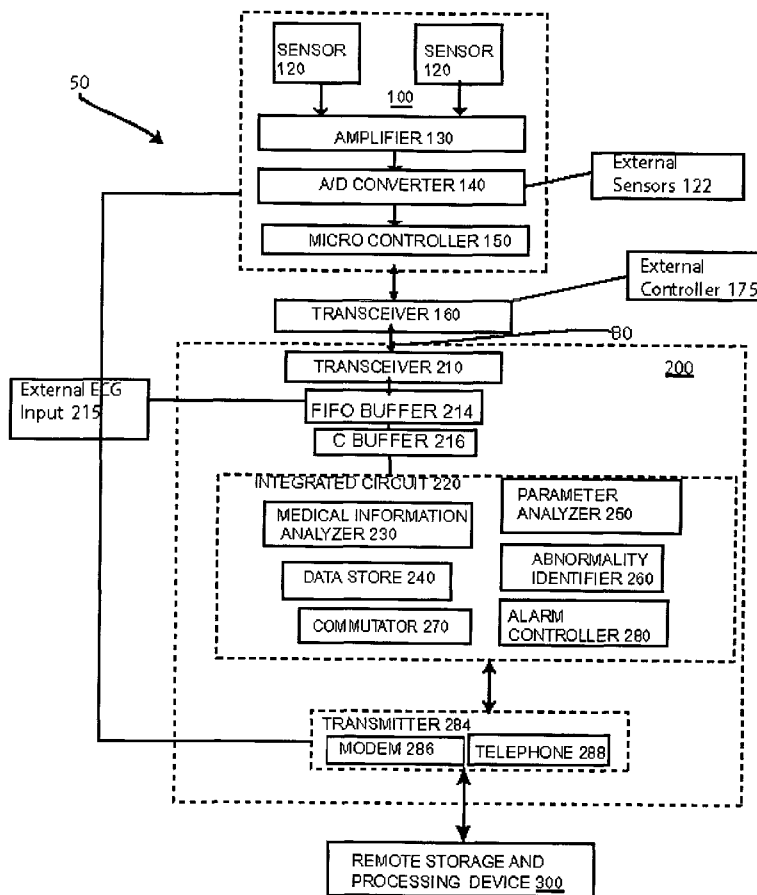 SENSOR
120
SENSOR
120
50
100
AMPLIFIER 130
A/D CONVERTER 140
External
Sensors 122
MICRO CONTROLLER 150
External
Controller 175
TRANSCEIVER 160
80
TRANSCEIVER 210
200
External ECG
Input 215
FIFO BUFFER 214
C BUFFER 216
INTEGRATED CIRCUIT 220
PARAMETER
ANALYZER 250
MEDICAL INFORMATION
ANALYZER 230
ABNORMALITY
IDENTIFIER 260
DATA STORE 240
COMMUTATOR 270
ALARM
CONTROLLER 280
TRANSMITTER 284
MODEM 286
TELEPHONE 288
REMOTE STORAGE AND
PROCESSING DEVICE 300